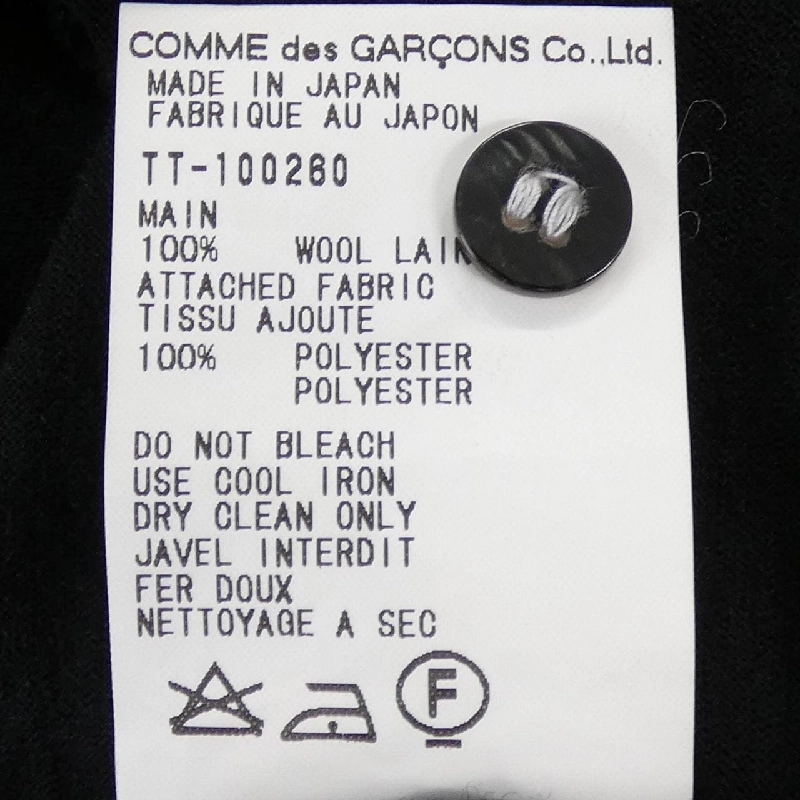 COMME des GARÇONS Co.,Ltd.
MADE IN JAPAN
FABRIQUE AU JAPON
TT-100260
MAIN
100% WOOL LAIN
ATTACHED FABRIC
TISSU AJOUTE
100% POLYESTER
POLYESTER
DO NOT BLEACH
USE COOL IRON
DRY CLEAN ONLY
JAVEL INTERDIT
FER DOUX
NETTOYAGE A SEC
F